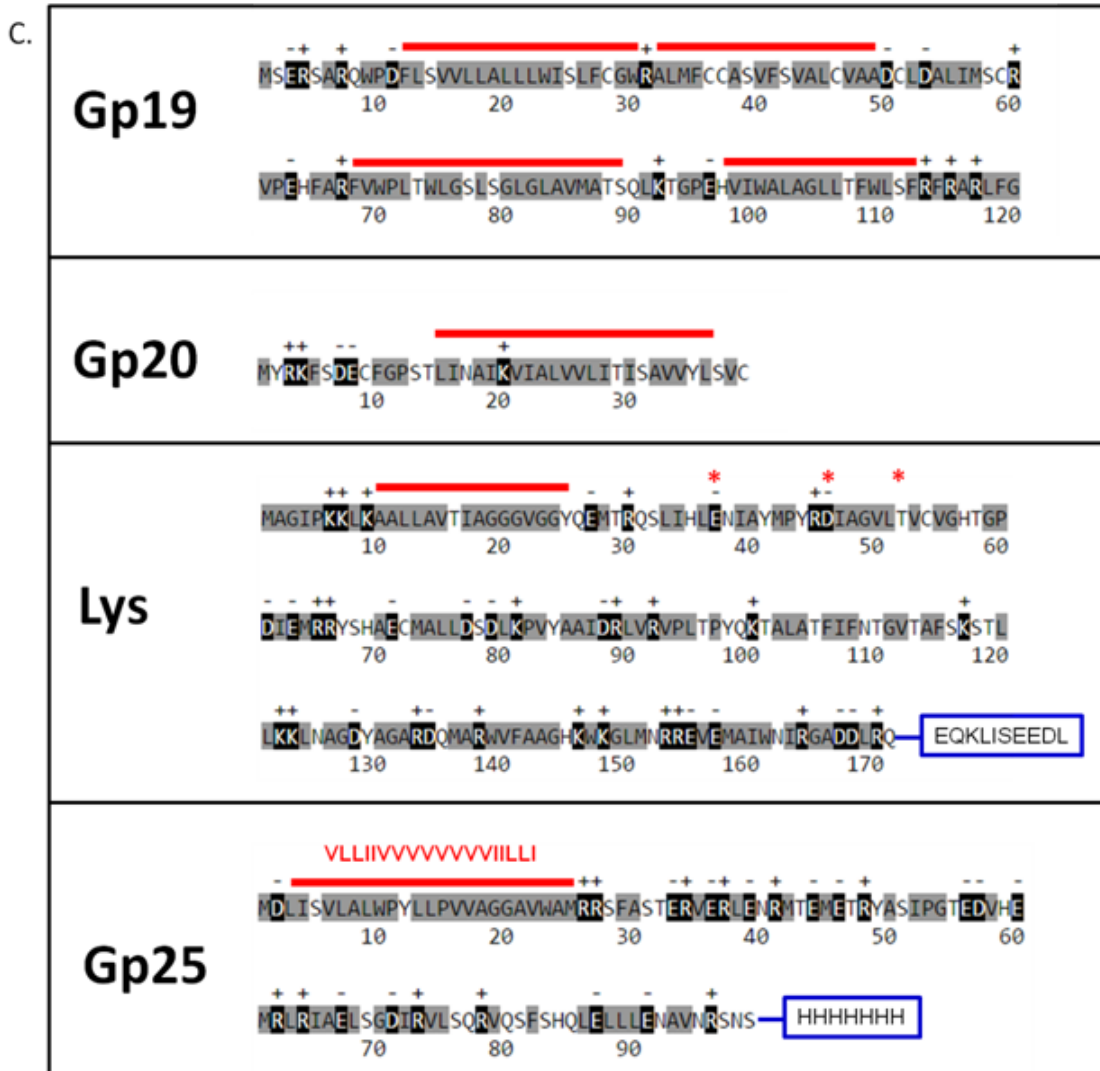 C.
-+ + - + - - +
Gp19
MSERSARQWPDFLSVVLLALLLWISLFCGWRALMFCCASVFSVALCVAADCLDALIMSCR
10 20 30 40 50 60
- + + - + + +
VPEHFARFVWPLTWLGSLSGLGLAVMATSQLKTGPEHVIWALAGLLTFWLSFRFRARLFG
70 80 90 100 110 120
Gp20
++ -- +
MYRKFSDECFGPSTLINAIKVIALVVLITISAVVYLSVC
10 20 30
Lys
* * *
++ + - + - +-
MAGIPKKLKAALLAVTIAGGGVGGYQEMTRQSLIHLENIAYMPYRDIAGVLTVCVGHTGP
10 20 30 40 50 60
- - ++ - - - + -+ + + +
DIEMRRYSHAECMALLDSDLKPVYAAIDRLVRVPLTPYQKTALATFIFNTGVTAFSKSTL
70 80 90 100 110 120
++ - +- + + + ++- - + -- +
LKKLNAGDYAGARDQMARWVFAAGHKWKGLMNRREVEMAIWNIRGADDLRQ EQKLISEEDL
130 140 150 160 170
Gp25
VLLIIVVVVVVVVIILLI
- ++ -+ -+ - + - - + -- -
MDLISVLALWPYLLPVVAGGAVWAMRRSFASTERVERLENRMTEMETRYASIPGTEDVHE
10 20 30 40 50 60
+ + - - + + - - +
MRLRIAELSGDIRVLSQRVQSFSHQLELLLENAVNRSNS HHHHHHH
70 80 90